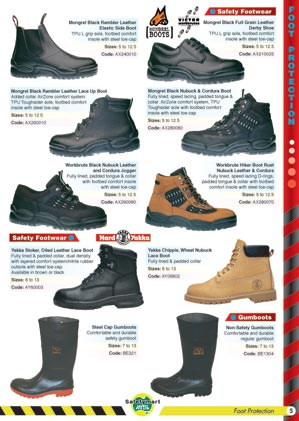 MONGREL BOOTS
VICTOR
Safety Footwear
FOOT PROTECTION
Mongrel Black Rambler Leather
Elastic Side Boot
TPU L grip sole, footbed comfort
insole with steel toe-cap
Sizes: 5 to 12.5
Code: AX240010
Mongrel Black Full Grain Leather
Derby Shoe
TPU L grip sole, footbed comfort
insole with steel toe-cap
Sizes: 5 to 12.5
Code: AX210025
Mongrel Black Rambler Leather Lace Up Boot
Added collar AirZone comfort system,
TPU Toughleder sole, footbed comfort
insole with steel toe-cap
Sizes: 5 to 12.5
Code: AX260010
Mongrel Black Nubuck & Cordura Boot
Fully lined, speed lacing, padded tongue &
collar. AirZone comfort system, TPU
Toughleder sole, footbed comfort
insole with steel toe-cap
Sizes: 5 to 12.5
Code: AX280080
Workbrute Black Nubuck Leather
and Cordura Jogger
Fully lined, padded tongue & collar
with footbed comfort insole
with steel toe-cap
Sizes: 5 to 12.5
Code: AX290080
Workbrute Hiker Boot Rust
Nubuck Leather & Cordura
Fully lined, speed lacing D-rings,
padded tongue & collar with footbed
comfort insole with steel toe-cap
Sizes: 5 to 12.5
Code: AX280070
Safety Footwear
Hard Yakka
Yakka Stoker, Oiled Leather Lace Boot
Fully lined & padded collar, dual density
with layered comfort system/nitrile rubber
outsole with steel toe-cap
Available in brown or black
Sizes: 6 to 13
Code: AY60003
Yakka Chippie, Wheat Nubuck
Lace Boot
Fully lined & padded collar
Sizes: 6 to 13
Code: AY05802
Gumboots
Steel Cap Gumboots
Comfortable and durable
safety gumboot
Sizes: 7 to 13
Code: BE321
Non-Safety Gumboots
Comfortable and durable
regular gumboot
Sizes: 7 to 13
Code: BE1304
Safetymart
Foot Protection
5